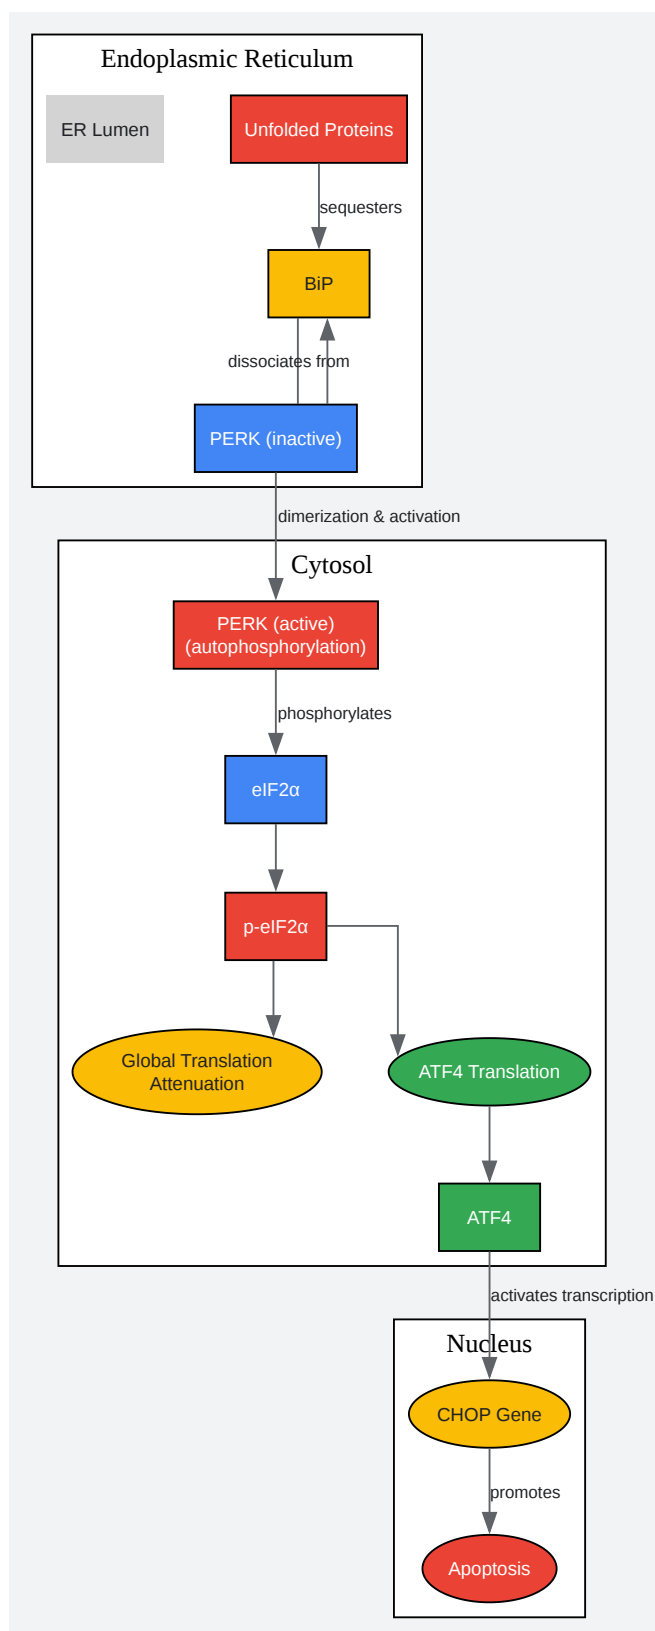 Endoplasmic Reticulum
ER Lumen
Unfolded Proteins
sequesters
BiP
dissociates from
PERK (inactive)
dimerization & activation
Cytosol
PERK (active)
(autophosphorylation)
phosphorylates
eIF2α
p-eIF2α
Global Translation
Attenuation
ATF4 Translation
ATF4
activates transcription
Nucleus
CHOP Gene
promotes
Apoptosis